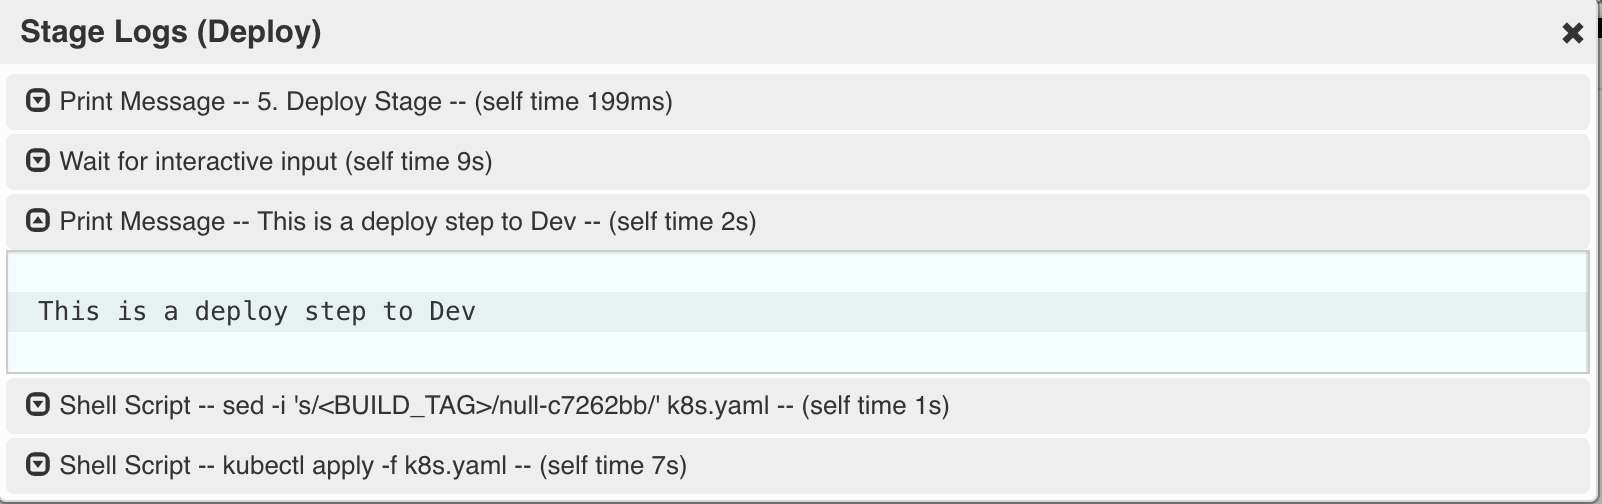 Stage Logs (Deploy)
Print Message -- 5. Deploy Stage -- (self time 199ms)
Wait for interactive input (self time 9s)
Print Message -- This is a deploy step to Dev -- (self time 2s)
This is a deploy step to Dev
Shell Script -- sed -i 's/<BUILD_TAG>/null-c7262bb/' k8s.yaml -- (self time 1s)
Shell Script -- kubectl apply -f k8s.yaml -- (self time 7s)